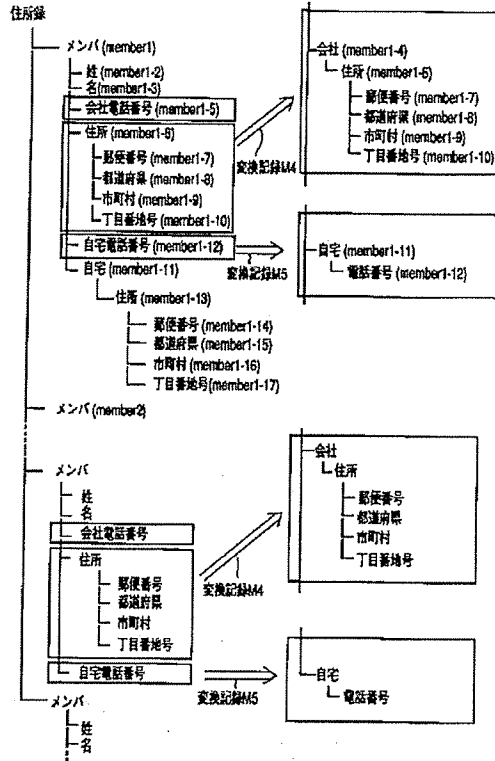 住所録
メンバ (member1)
姓 (member1-2)
名 (member1-3)
会社電話番号 (member1-5)
住所 (member1-6)
郵便番号 (member1-7)
都道府県 (member1-8)
市町村 (member1-9)
丁目番地号 (member1-10)
自宅電話番号 (member1-12)
自宅 (member1-11)
住所 (member1-13)
郵便番号 (member1-14)
都道府県 (member1-15)
市町村 (member1-16)
丁目番地号 (member1-17)
変換記録M4
会社 (member1-4)
住所 (member1-6)
郵便番号 (member1-7)
都道府県 (member1-8)
市町村 (member1-9)
丁目番地号 (member1-10)
変換記録M5
自宅 (member1-11)
電話番号 (member1-12)
メンバ (member2)
メンバ
姓
名
会社電話番号
住所
郵便番号
都道府県
市町村
丁目番地号
自宅電話番号
変換記録M4
会社
住所
郵便番号
都道府県
市町村
丁目番地号
変換記録M5
自宅
電話番号
メンバ
姓
名